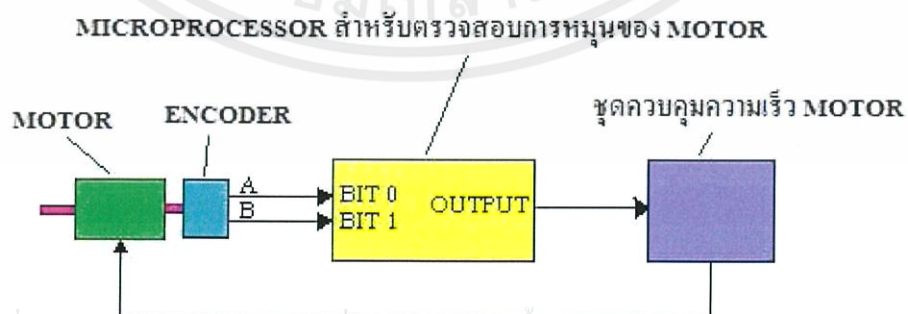 MICROPROCESSOR สำหรับตรวจสอบการหมุนของ MOTOR
ชุดควบคุมความเร็ว MOTOR
MOTOR
ENCODER
A
B
BIT 0
BIT 1
OUTPUT